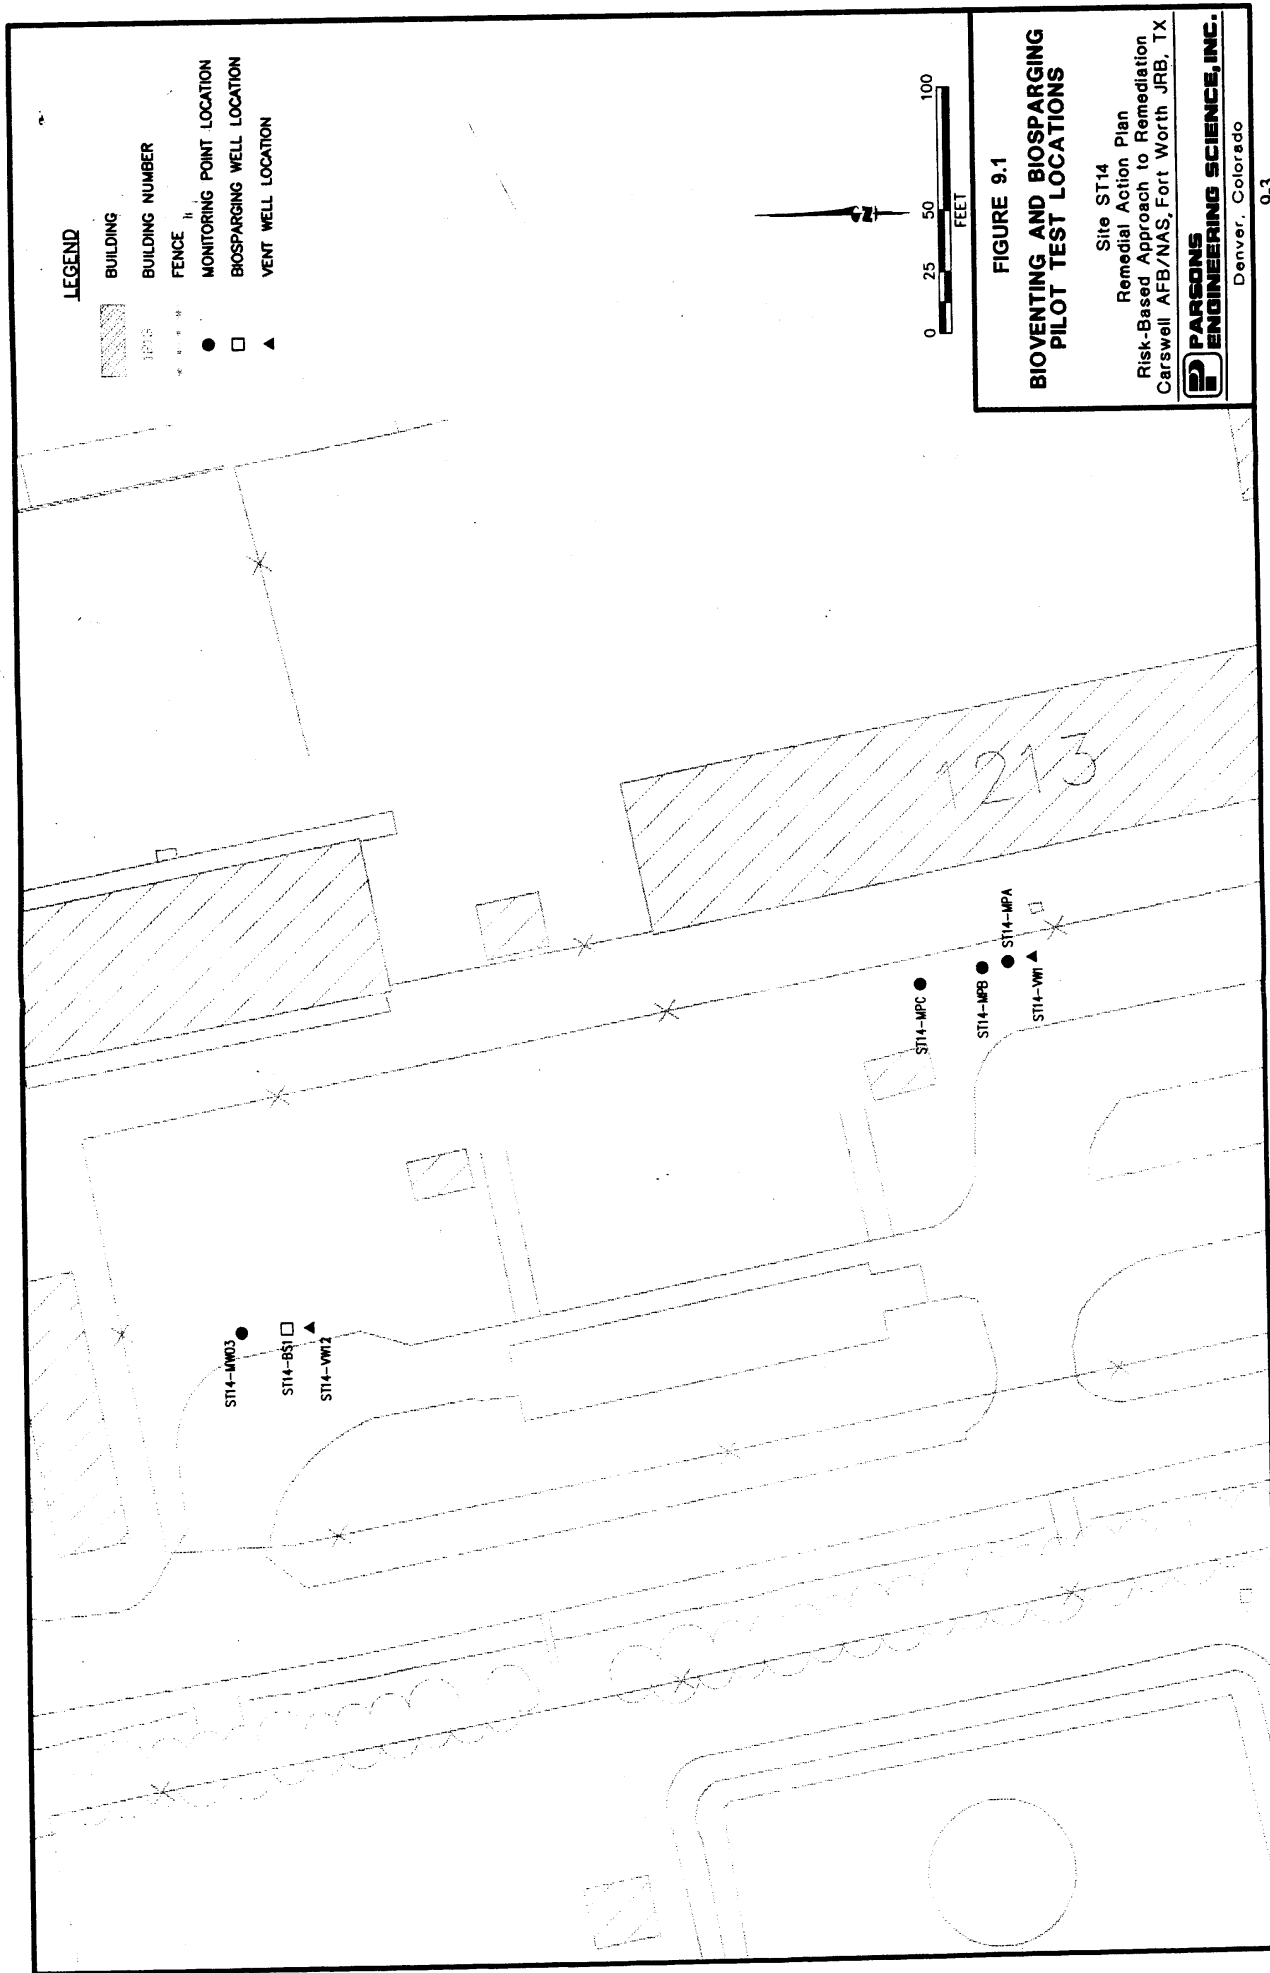 LEGEND
BUILDING
BUILDING NUMBER
FENCE
MONITORING POINT LOCATION
BIOSPARGING WELL LOCATION
VENT WELL LOCATION
ST14-MW03
ST14-BS1
ST14-VW12
1213
ST14-MPC
ST14-MPB
ST14-MPA
ST14-VW1
0 25 50 100
FEET
FIGURE 9.1
BIOVENTING AND BIOSPARGING
PILOT TEST LOCATIONS
Site ST14
Remedial Action Plan
Risk-Based Approach to Remediation
Carswell AFB/NAS, Fort Worth JRB, TX
PARSONS
ENGINEERING SCIENCE, INC.
Denver, Colorado
9-3